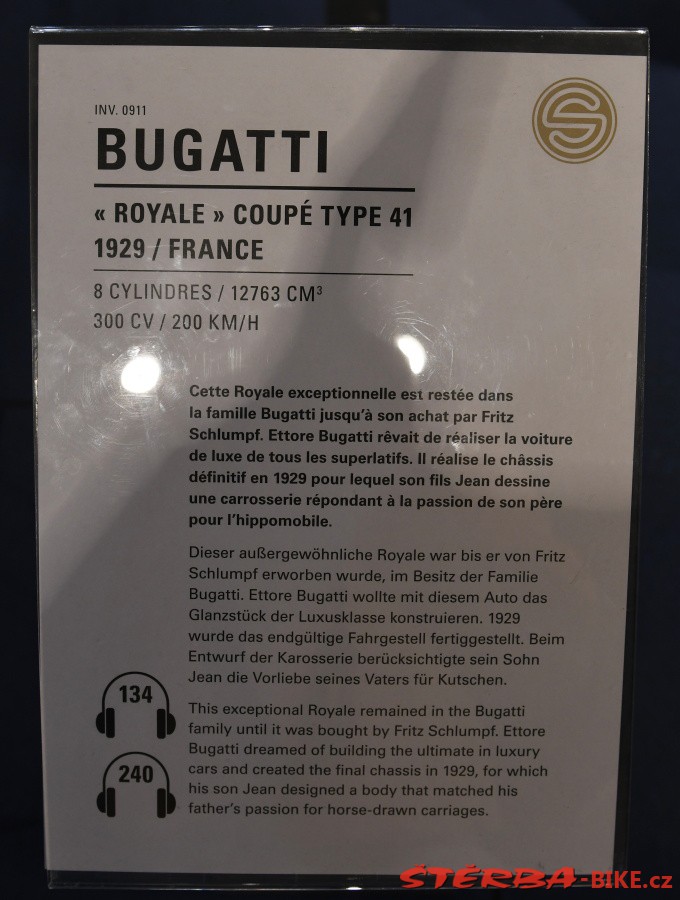 INV. 0911
BUGATTI
« ROYALE » COUPÉ TYPE 41
1929 / FRANCE
8 CYLINDRES / 12763 CM³
300 CV / 200 KM/H
Cette Royale exceptionnelle est restée dans
la famille Bugatti jusqu'à son achat par Fritz
Schlumpf. Ettore Bugatti rêvait de réaliser la voiture
de luxe de tous les superlatifs. Il réalise le châssis
définitif en 1929 pour lequel son fils Jean dessine
une carrosserie répondant à la passion de son père
pour l'hippomobile.
Dieser außergewöhnliche Royale war bis er von Fritz
Schlumpf erworben wurde, im Besitz der Familie
Bugatti. Ettore Bugatti wollte mit diesem Auto das
Glanzstück der Luxusklasse konstruieren. 1929
wurde das endgültige Fahrgestell fertiggestellt. Beim
Entwurf der Karosserie berücksichtigte sein Sohn
Jean die Vorliebe seines Vaters für Kutschen.
134
240
This exceptional Royale remained in the Bugatti
family until it was bought by Fritz Schlumpf. Ettore
Bugatti dreamed of building the ultimate in luxury
cars and created the final chassis in 1929, for which
his son Jean designed a body that matched his
father's passion for horse-drawn carriages.
ŠTĚRBA-BIKE.cz